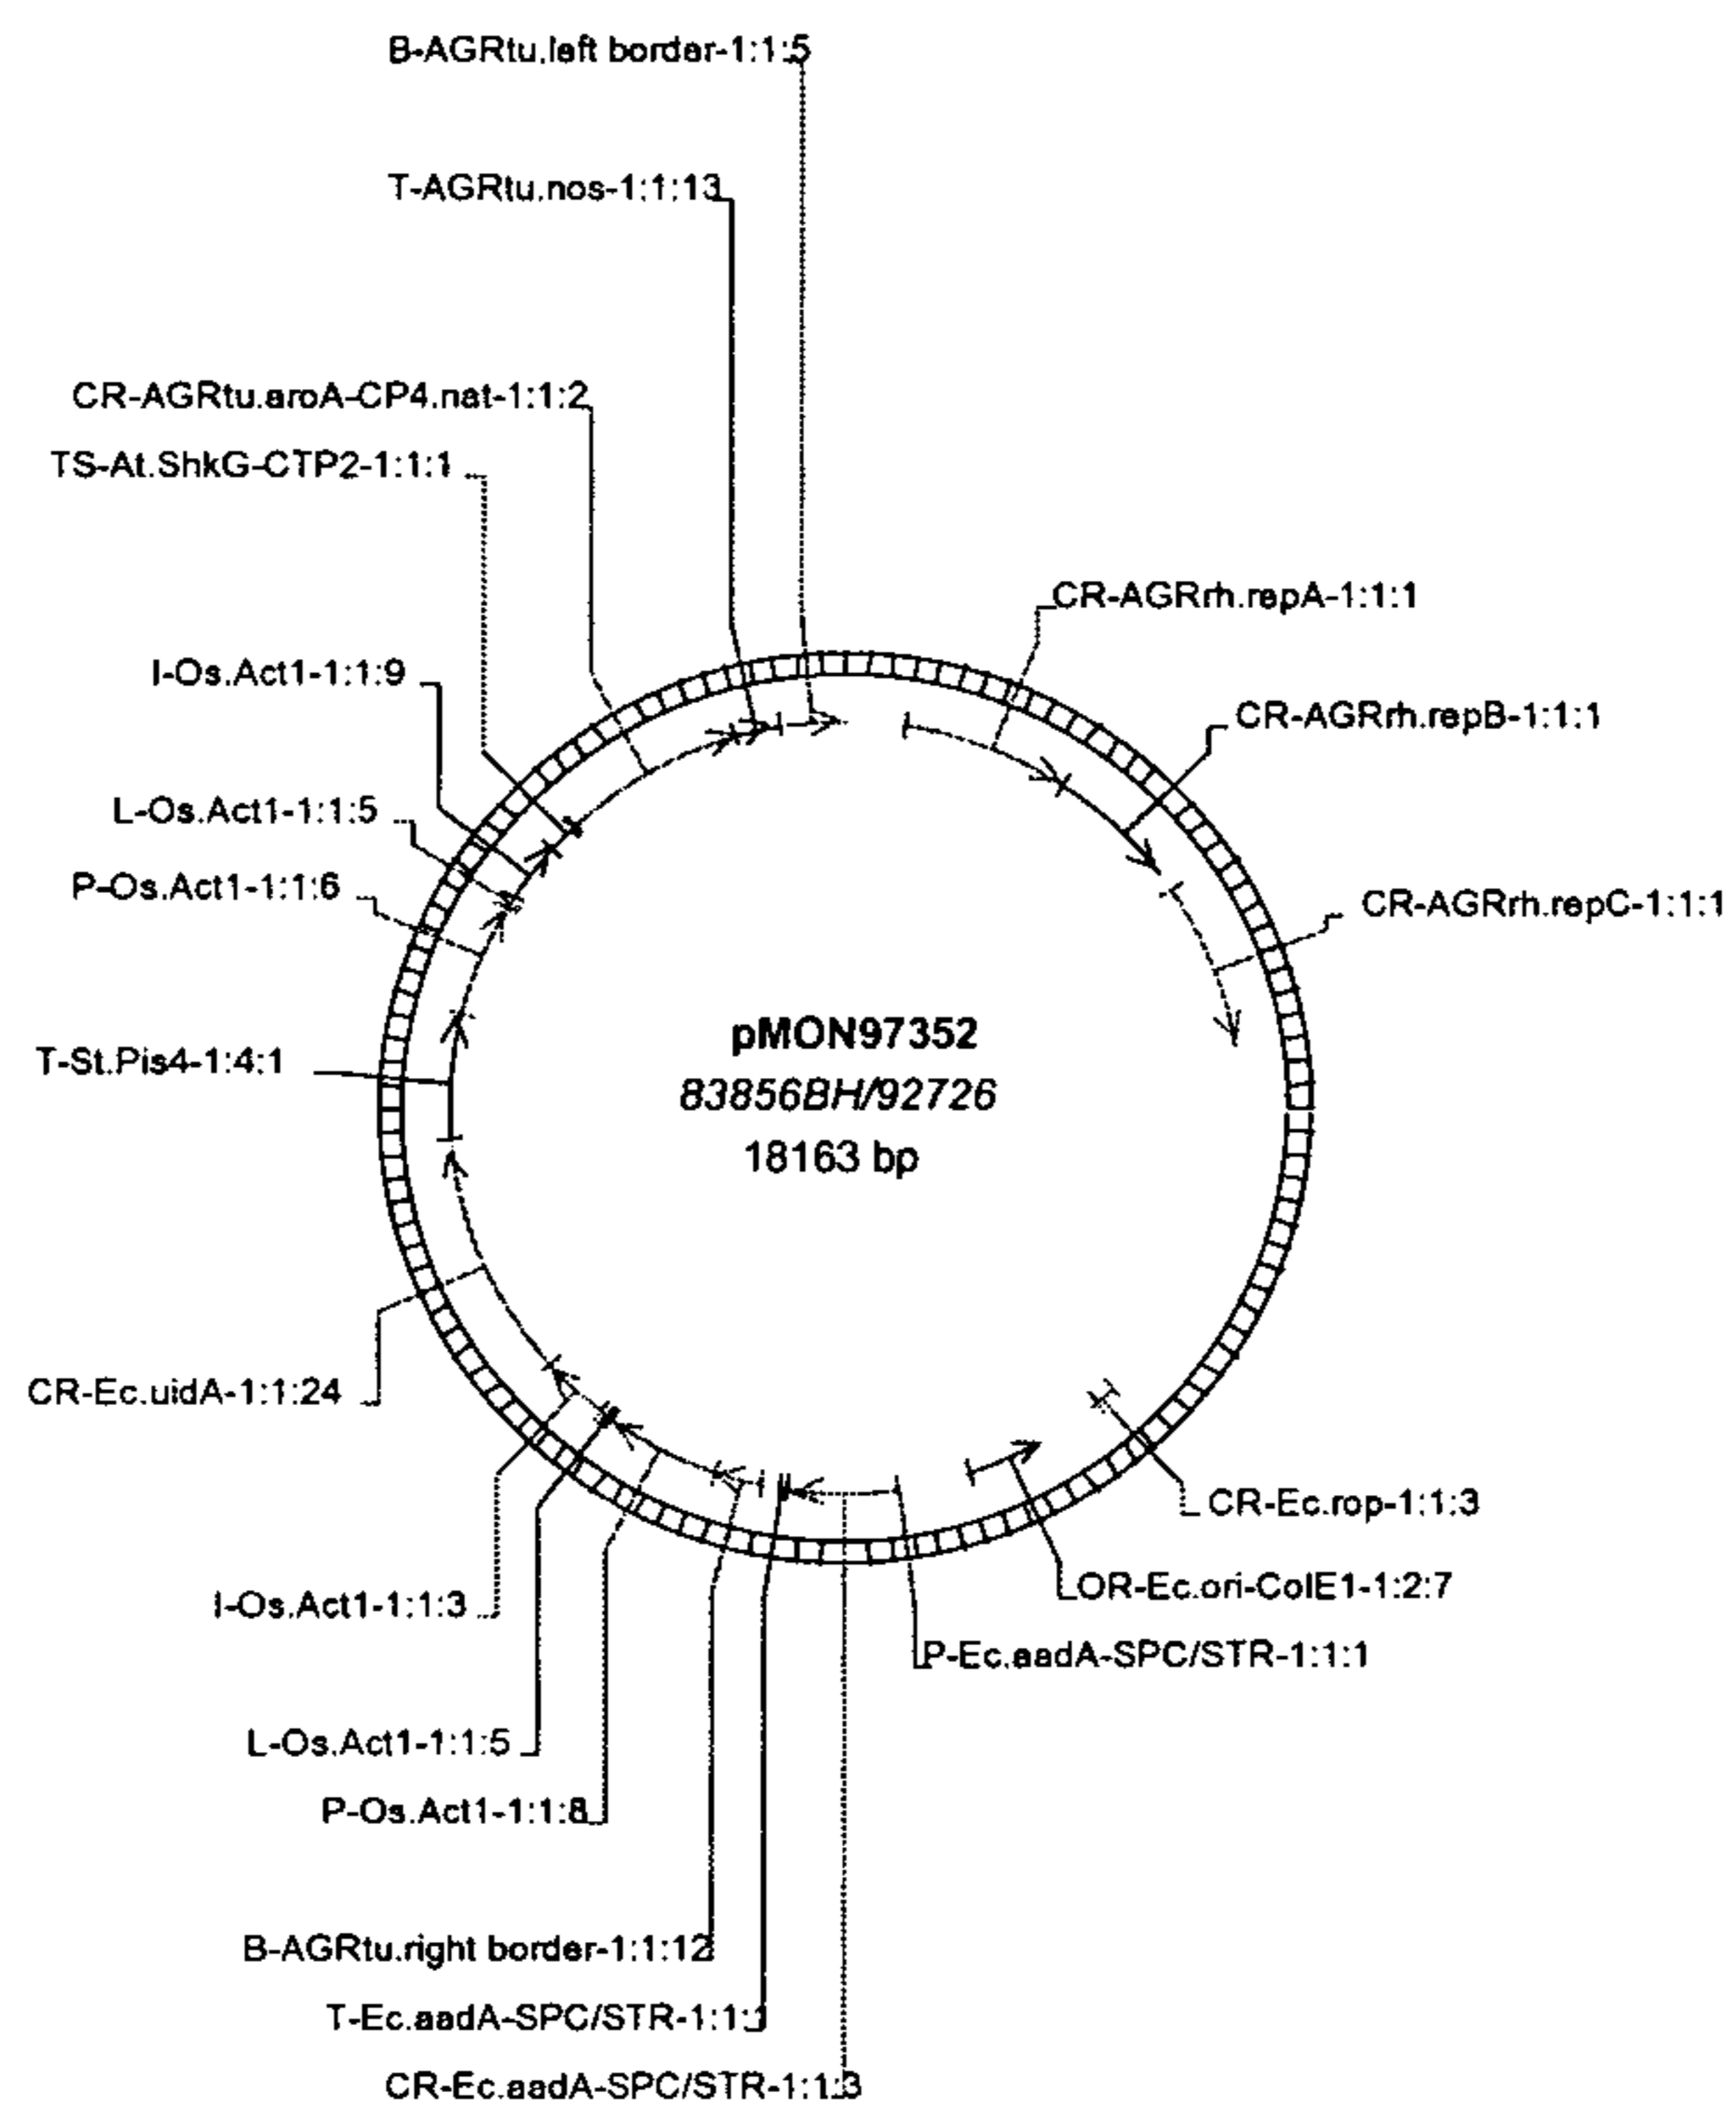 B-AGRtu.left border-1:1:5
T-AGRtu.nos-1:1:13
CR-AGRtu.aroA-CP4.nat-1:1:2
TS-At.ShkG-CTP2-1:1:1
CR-AGRrh.repA-1:1:1
I-Os.Act1-1:1:9
CR-AGRrh.repB-1:1:1
L-Os.Act1-1:1:5
P-Os.Act1-1:1:6
CR-AGRrh.repC-1:1:1
pMON97352
T-St.Pis4-1:4:1
83856BH/92726
18163 bp
CR-Ec.uidA-1:1:24
CR-Ec.rop-1:1:3
I-Os.Act1-1:1:3
OR-Ec.ori-ColE1-1:2:7
P-Ec.aadA-SPC/STR-1:1:1
L-Os.Act1-1:1:5
P-Os.Act1-1:1:8
B-AGRtu.right border-1:1:12
T-Ec.aadA-SPC/STR-1:1:1
CR-Ec.aadA-SPC/STR-1:1:3